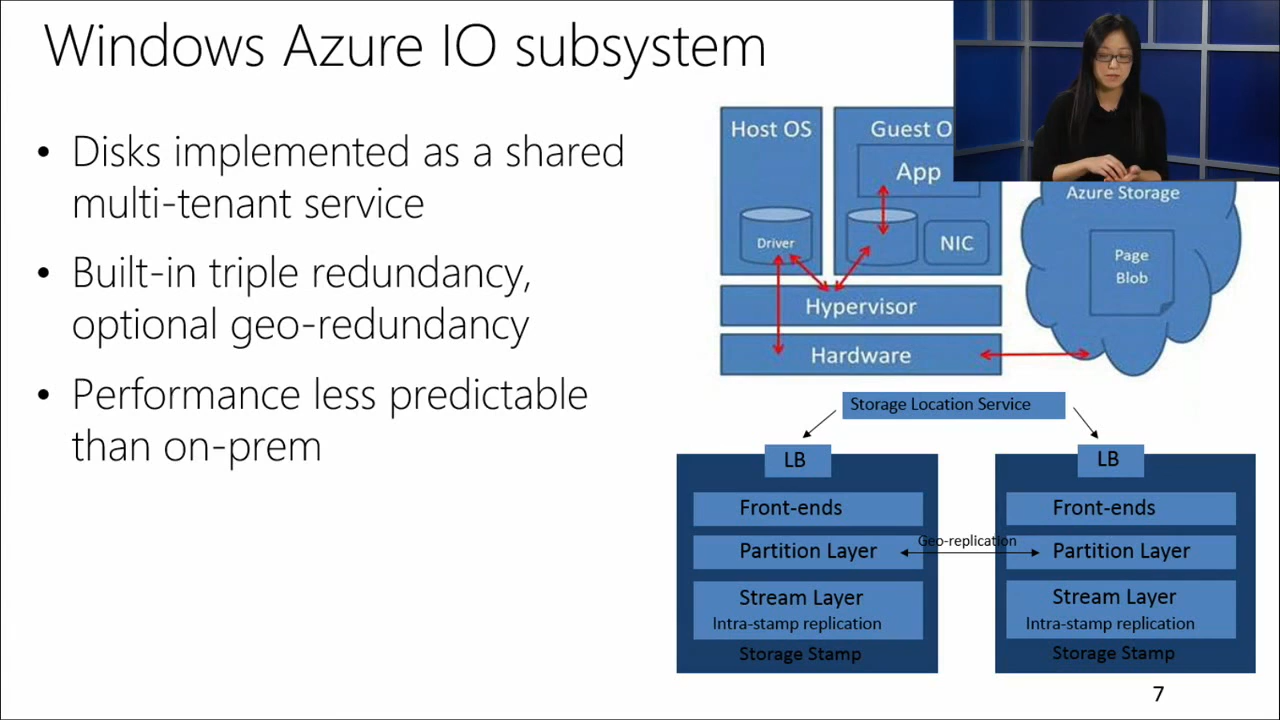 Windows Azure IO subsystem
• Disks implemented as a shared
multi-tenant service
• Built-in triple redundancy,
optional geo-redundancy
• Performance less predictable
than on-prem
Host OS
Guest O
App
Driver
NIC
Hypervisor
Hardware
Azure Storage
Page
Blob
Storage Location Service
LB
Front-ends
Partition Layer
Stream Layer
Intra-stamp replication
Storage Stamp
Geo-replication
LB
Front-ends
Partition Layer
Stream Layer
Intra-stamp replication
Storage Stamp
7